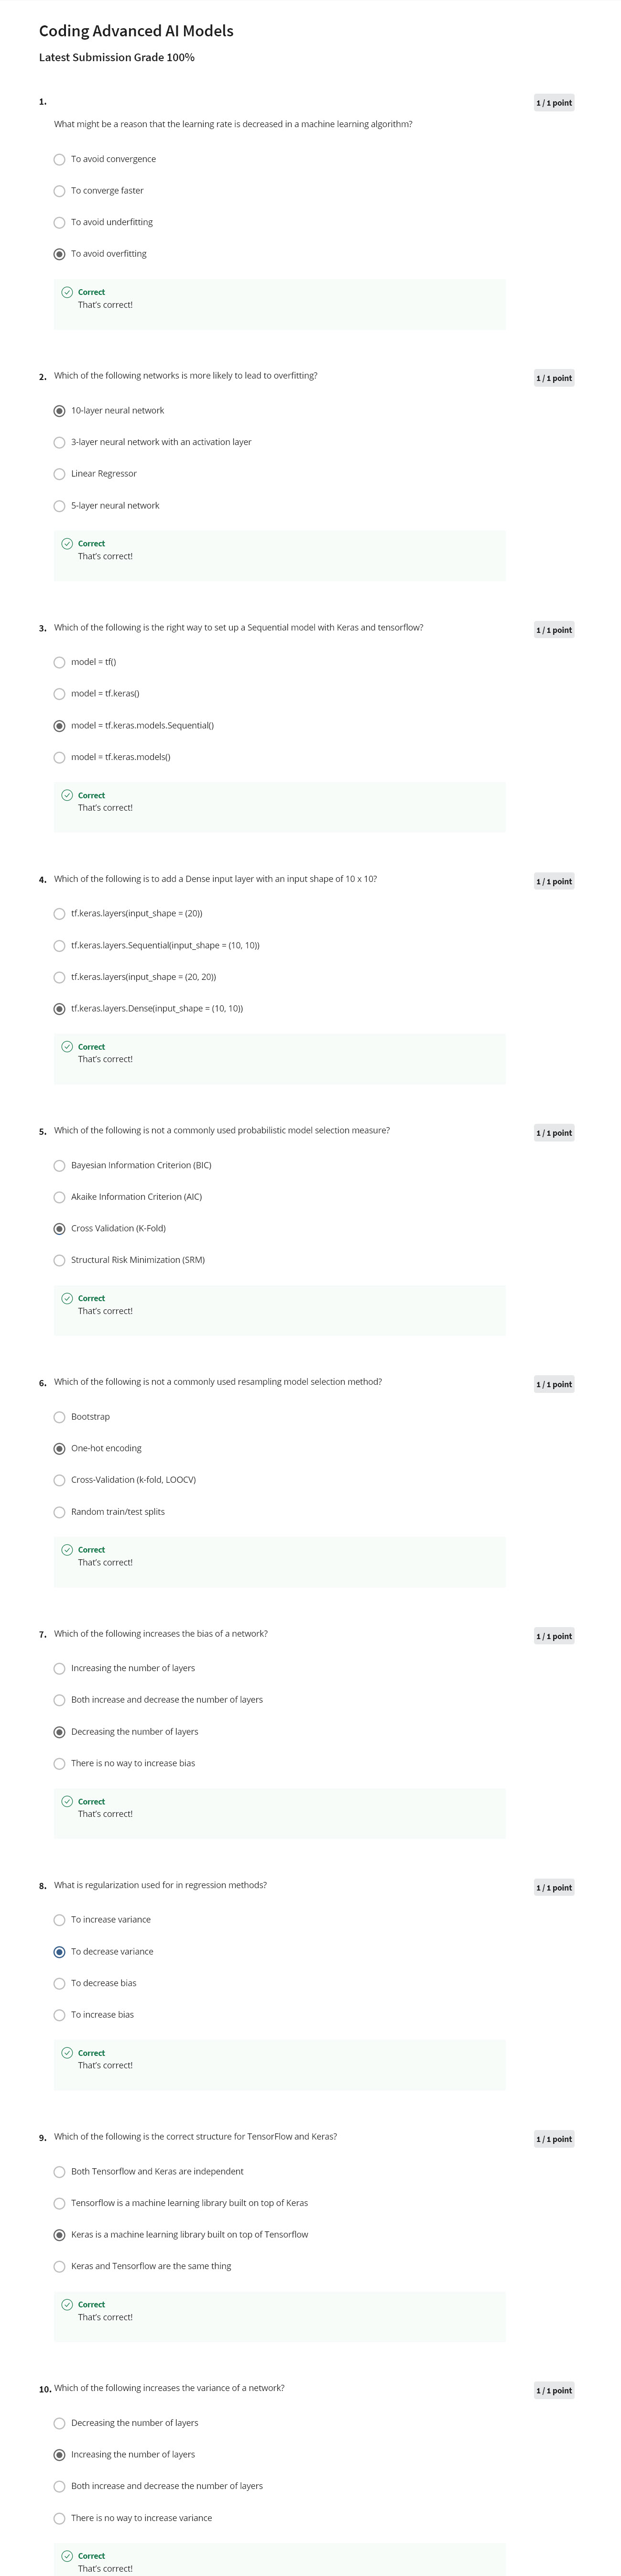 Coding Advanced AI Models
Latest Submission Grade 100%
1.
1 / 1 point
What might be a reason that the learning rate is decreased in a machine learning algorithm?
To avoid convergence
To converge faster
To avoid underfitting
To avoid overfitting
Correct
That's correct!
2. Which of the following networks is more likely to lead to overfitting?
1 / 1 point
10-layer neural network
3-layer neural network with an activation layer
Linear Regressor
5-layer neural network
Correct
That's correct!
3. Which of the following is the right way to set up a Sequential model with Keras and tensorflow?
1 / 1 point
model = tf()
model = tf.keras()
model = tf.keras.models.Sequential()
model = tf.keras.models()
Correct
That's correct!
4. Which of the following is to add a Dense input layer with an input shape of 10 x 10?
1 / 1 point
tf.keras.layers(input_shape = (20))
tf.keras.layers.Sequential(input_shape = (10, 10))
tf.keras.layers(input_shape = (20, 20))
tf.keras.layers.Dense(input_shape = (10, 10))
Correct
That's correct!
5. Which of the following is not a commonly used probabilistic model selection measure?
1 / 1 point
Bayesian Information Criterion (BIC)
Akaike Information Criterion (AIC)
Cross Validation (K-Fold)
Structural Risk Minimization (SRM)
Correct
That's correct!
6. Which of the following is not a commonly used resampling model selection method?
1 / 1 point
Bootstrap
One-hot encoding
Cross-Validation (k-fold, LOOCV)
Random train/test splits
Correct
That's correct!
7. Which of the following increases the bias of a network?
1 / 1 point
Increasing the number of layers
Both increase and decrease the number of layers
Decreasing the number of layers
There is no way to increase bias
Correct
That's correct!
8. What is regularization used for in regression methods?
1 / 1 point
To increase variance
To decrease variance
To decrease bias
To increase bias
Correct
That's correct!
9. Which of the following is the correct structure for TensorFlow and Keras?
1 / 1 point
Both Tensorflow and Keras are independent
Tensorflow is a machine learning library built on top of Keras
Keras is a machine learning library built on top of Tensorflow
Keras and Tensorflow are the same thing
Correct
That's correct!
10. Which of the following increases the variance of a network?
1 / 1 point
Decreasing the number of layers
Increasing the number of layers
Both increase and decrease the number of layers
There is no way to increase variance
Correct
That's correct!